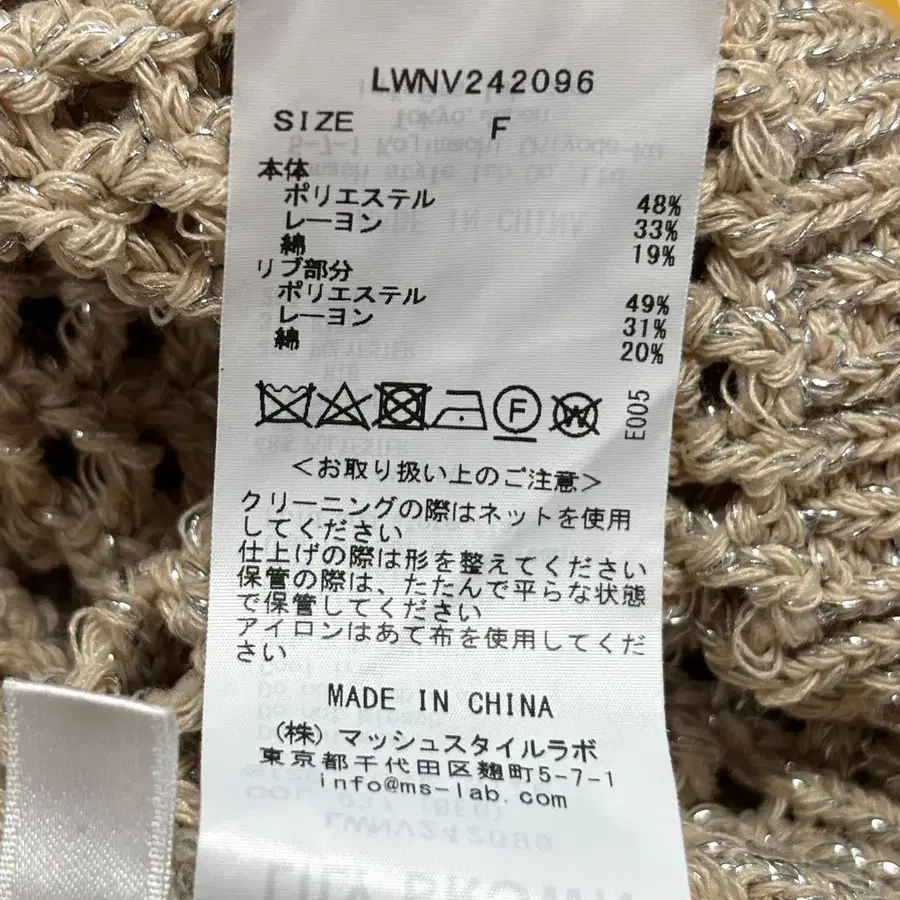 LWNV242096
SIZE F
本体
ポリエステル 48%
レーヨン 33%
綿 19%
リブ部分
ポリエステル 49%
レーヨン 31%
綿 20%
F W
E005
＜お取り扱い上のご注意＞
クリーニングの際はネットを使用
してください
仕上げの際は形を整えてください
保管の際は、たたんで平らな状態
で保管してください
アイロンはあて布を使用してくだ
さい
MADE IN CHINA
(株) マッシュスタイルラボ
東京都千代田区麹町5-7-1
info@ms-lab.com
LWNV242096
LILY BROWN